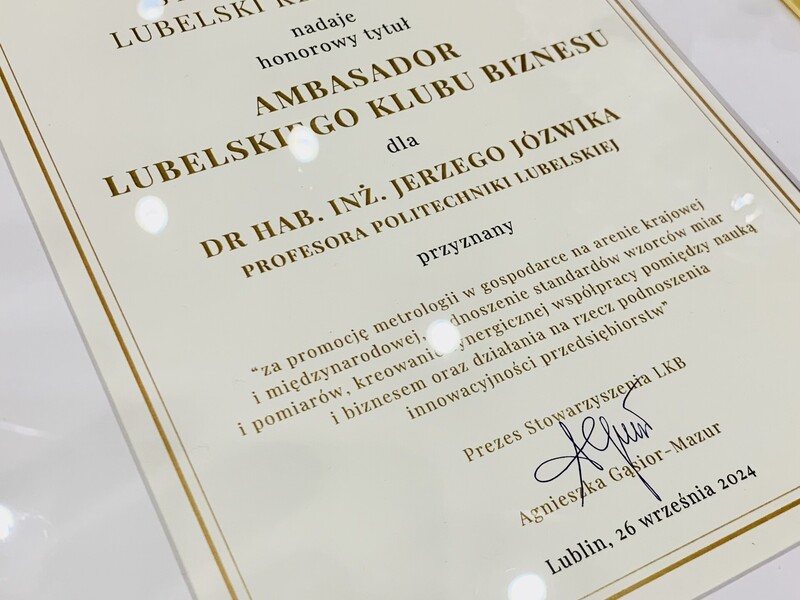 LUBELSKI
nadaje
honorowy tytuł
AMBASADOR
LUBELSKIEGO KLUBU BIZNESU
dla
DR HAB. INŻ. JERZEGO JÓZWIKA
PROFESORA POLITECHNIKI LUBELSKIEJ
przyznany
“za promocję metrologii w gospodarce na arenie krajowej
i międzynarodowej, podnoszenie standardów wzorców miar
i pomiarów, kreowanie synergicznej współpracy pomiędzy nauką
i biznesem oraz działania na rzecz podnoszenia
innowacyjności przedsiębiorstw”
Prezes Stowarzyszenia LKB
Agnieszka Gąsior-Mazur
Lublin, 26 września 2024